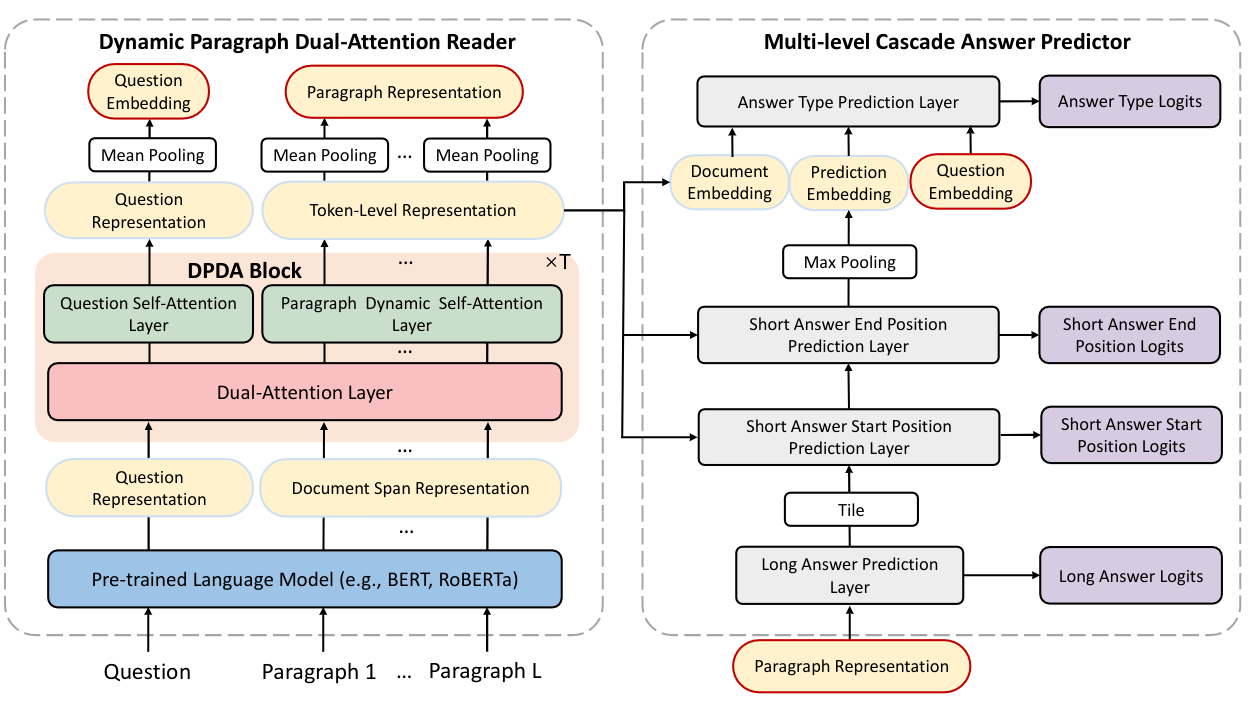 Dynamic Paragraph Dual-Attention Reader
Question
Embedding
Paragraph Representation
Mean Pooling
Mean Pooling
...
Mean Pooling
Question
Representation
Token-Level Representation
DPDA Block
...
×T
Question Self-Attention
Layer
Paragraph Dynamic Self-Attention
Layer
...
Dual-Attention Layer
...
Question
Representation
Document Span Representation
...
Pre-trained Language Model (e.g., BERT, RoBERTa)
Question
Paragraph 1
...
Paragraph L
Multi-level Cascade Answer Predictor
Answer Type Prediction Layer
Answer Type Logits
Document
Embedding
Prediction
Embedding
Question
Embedding
Max Pooling
Short Answer End Position
Prediction Layer
Short Answer End
Position Logits
Short Answer Start Position
Prediction Layer
Short Answer Start
Position Logits
Tile
Long Answer Prediction
Layer
Long Answer Logits
Paragraph Representation